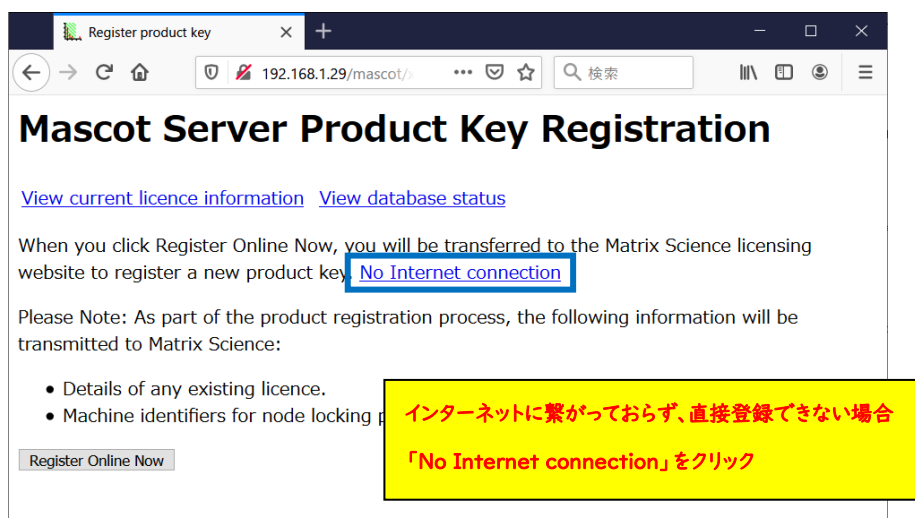 Register product key
192.168.1.29/mascot/
検索
Mascot Server Product Key Registration
View current licence information View database status
When you click Register Online Now, you will be transferred to the Matrix Science licensing
website to register a new product key. No Internet connection
Please Note: As part of the product registration process, the following information will be
transmitted to Matrix Science:
• Details of any existing licence.
• Machine identifiers for node locking
インターネットに繋がっておらず、直接登録できない場合
「No Internet connection」をクリック
Register Online Now